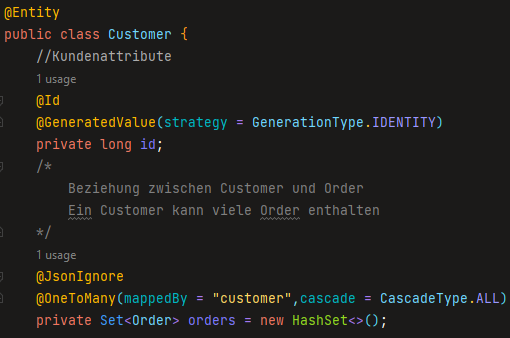 @Entity
public class Customer {
//Kundenattribute
1 usage
@Id
@GeneratedValue(strategy = GenerationType.IDENTITY)
private long id;
/*
Beziehung zwischen Customer und Order
Ein Customer kann viele Order enthalten
*/
1 usage
@JsonIgnore
@OneToMany(mappedBy = "customer",cascade = CascadeType.ALL)
private Set<Order> orders = new HashSet<>();